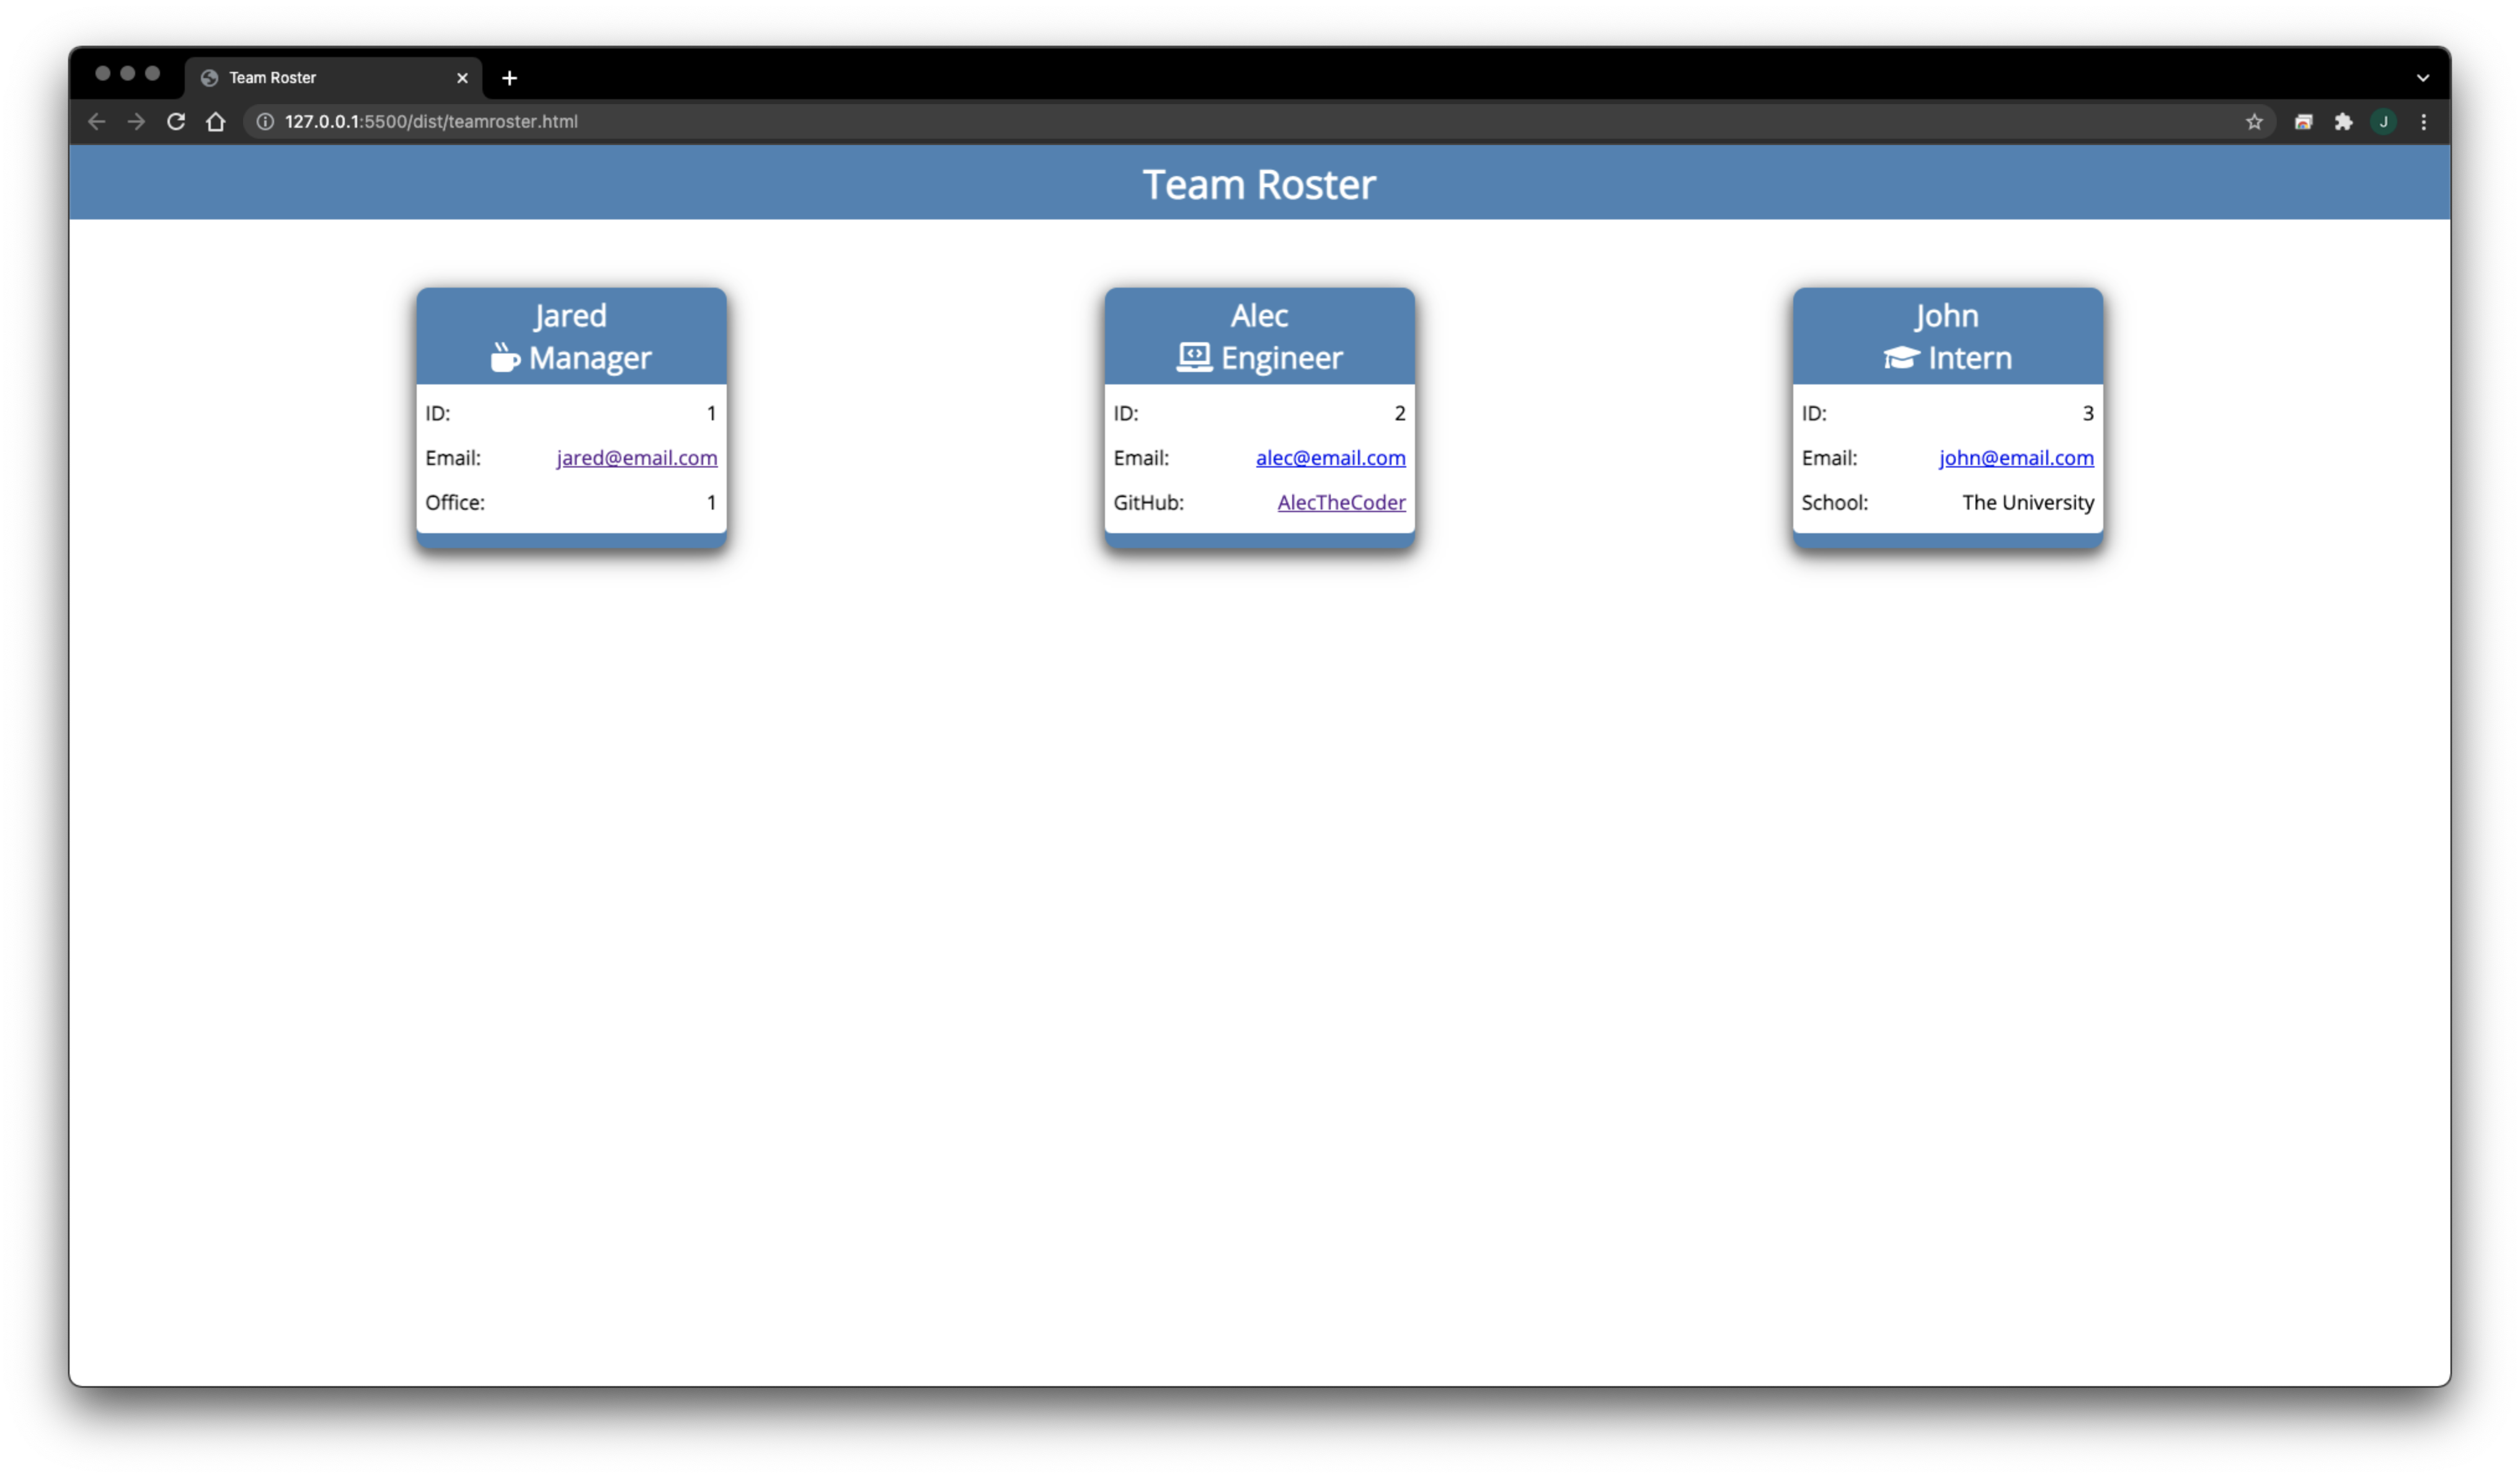 Team Roster
127.0.0.1:5500/dist/teamroster.html
J
Team Roster
Jared
Manager
ID: 1
Email: jared@email.com
Office: 1
Alec
Engineer
ID: 2
Email: alec@email.com
GitHub: AlecTheCoder
John
Intern
ID: 3
Email: john@email.com
School: The University